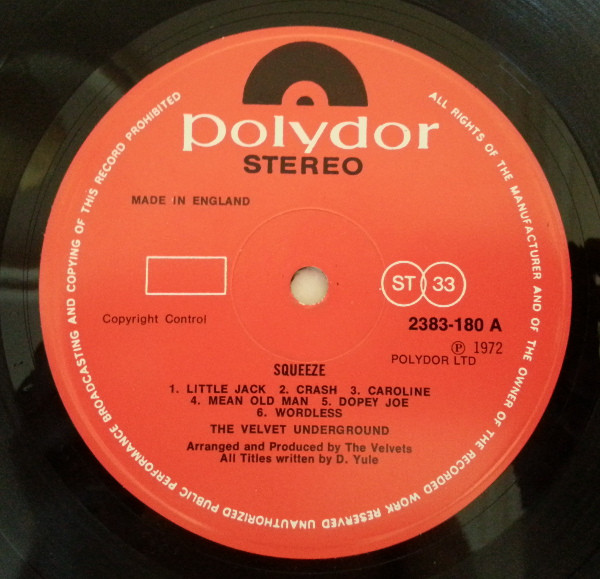 polydor
STEREO
MADE IN ENGLAND
ST 33
Copyright Control
2383-180 A
Ⓟ 1972
POLYDOR LTD
SQUEEZE
1. LITTLE JACK 2. CRASH 3. CAROLINE
4. MEAN OLD MAN 5. DOPEY JOE
6. WORDLESS
THE VELVET UNDERGROUND
Arranged and Produced by The Velvets
All Titles written by D. Yule
ALL RIGHTS OF THE MANUFACTURER AND OF THE OWNER OF THE RECORDED WORK RESERVED UNAUTHORIZED PUBLIC PERFORMANCE BROADCASTING AND COPYING OF THIS RECORD PROHIBITED